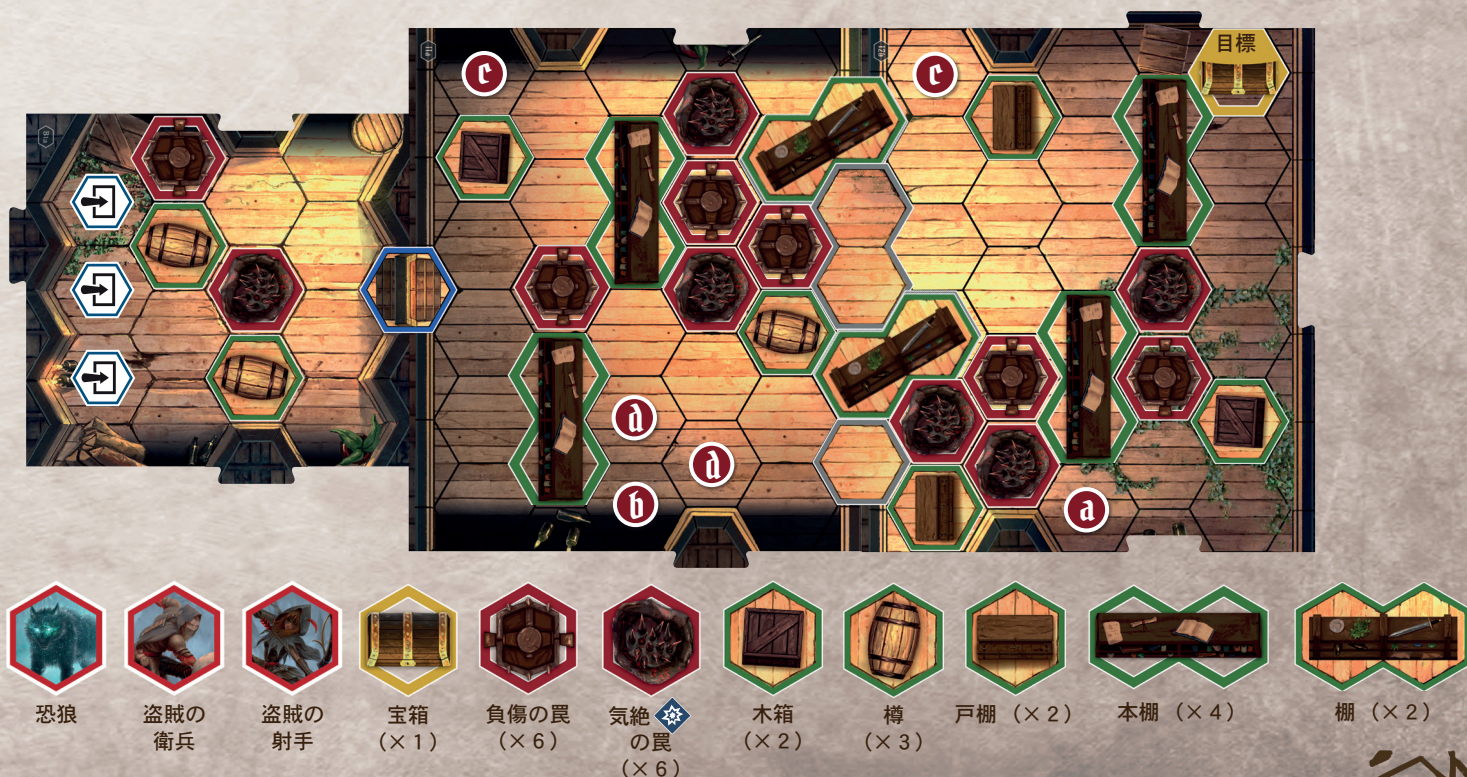 目標
c
c
d
d
b
a
恐狼
盗賊の
衛兵
盗賊の
射手
宝箱
（×1）
負傷の罠
（×6）
気絶
の罠
（×6）
木箱
（×2）
樽
（×3）
戸棚（×2）
本棚（×4）
棚（×2）